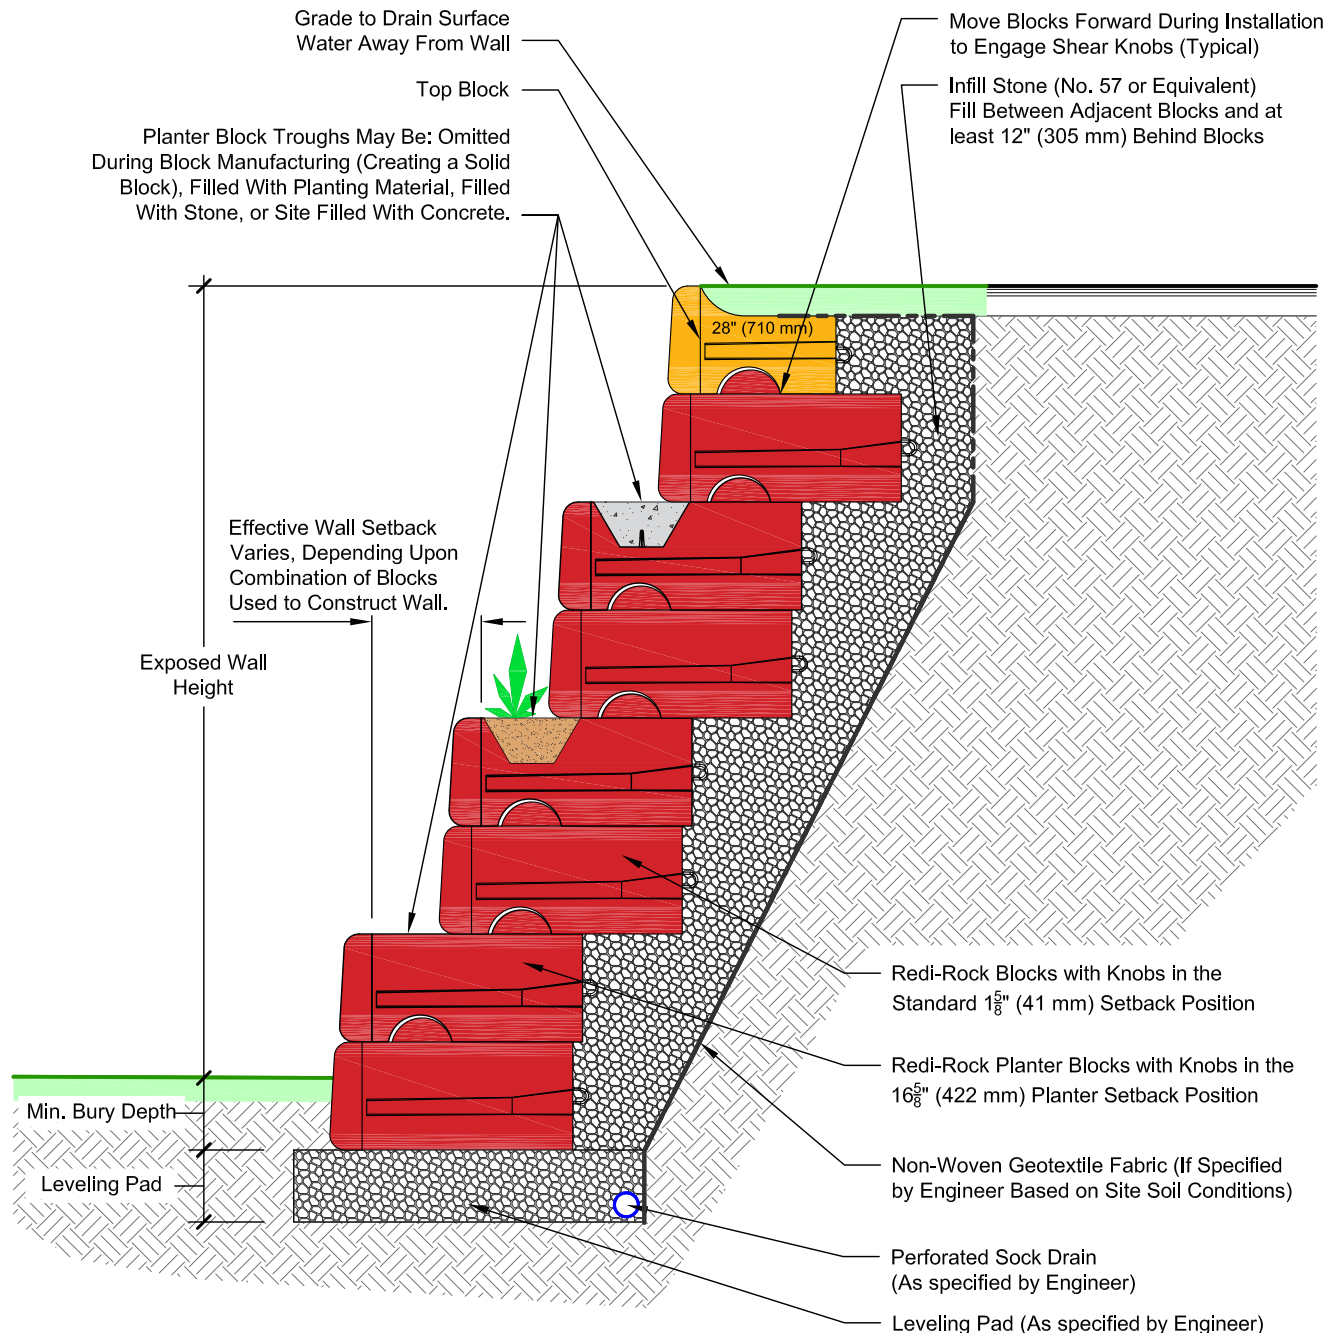 Grade to Drain Surface
Water Away From Wall
Top Block
Planter Block Troughs May Be: Omitted
During Block Manufacturing (Creating a Solid
Block), Filled With Planting Material, Filled
With Stone, or Site Filled With Concrete.
Move Blocks Forward During Installation
to Engage Shear Knobs (Typical)
Infill Stone (No. 57 or Equivalent)
Fill Between Adjacent Blocks and at
least 12" (305 mm) Behind Blocks
28" (710 mm)
Effective Wall Setback
Varies, Depending Upon
Combination of Blocks
Used to Construct Wall.
Exposed Wall
Height
Min. Bury Depth
Leveling Pad
Redi-Rock Blocks with Knobs in the
Standard 1⅝" (41 mm) Setback Position
Redi-Rock Planter Blocks with Knobs in the
16⅝" (422 mm) Planter Setback Position
Non-Woven Geotextile Fabric (If Specified
by Engineer Based on Site Soil Conditions)
Perforated Sock Drain
(As specified by Engineer)
Leveling Pad (As specified by Engineer)